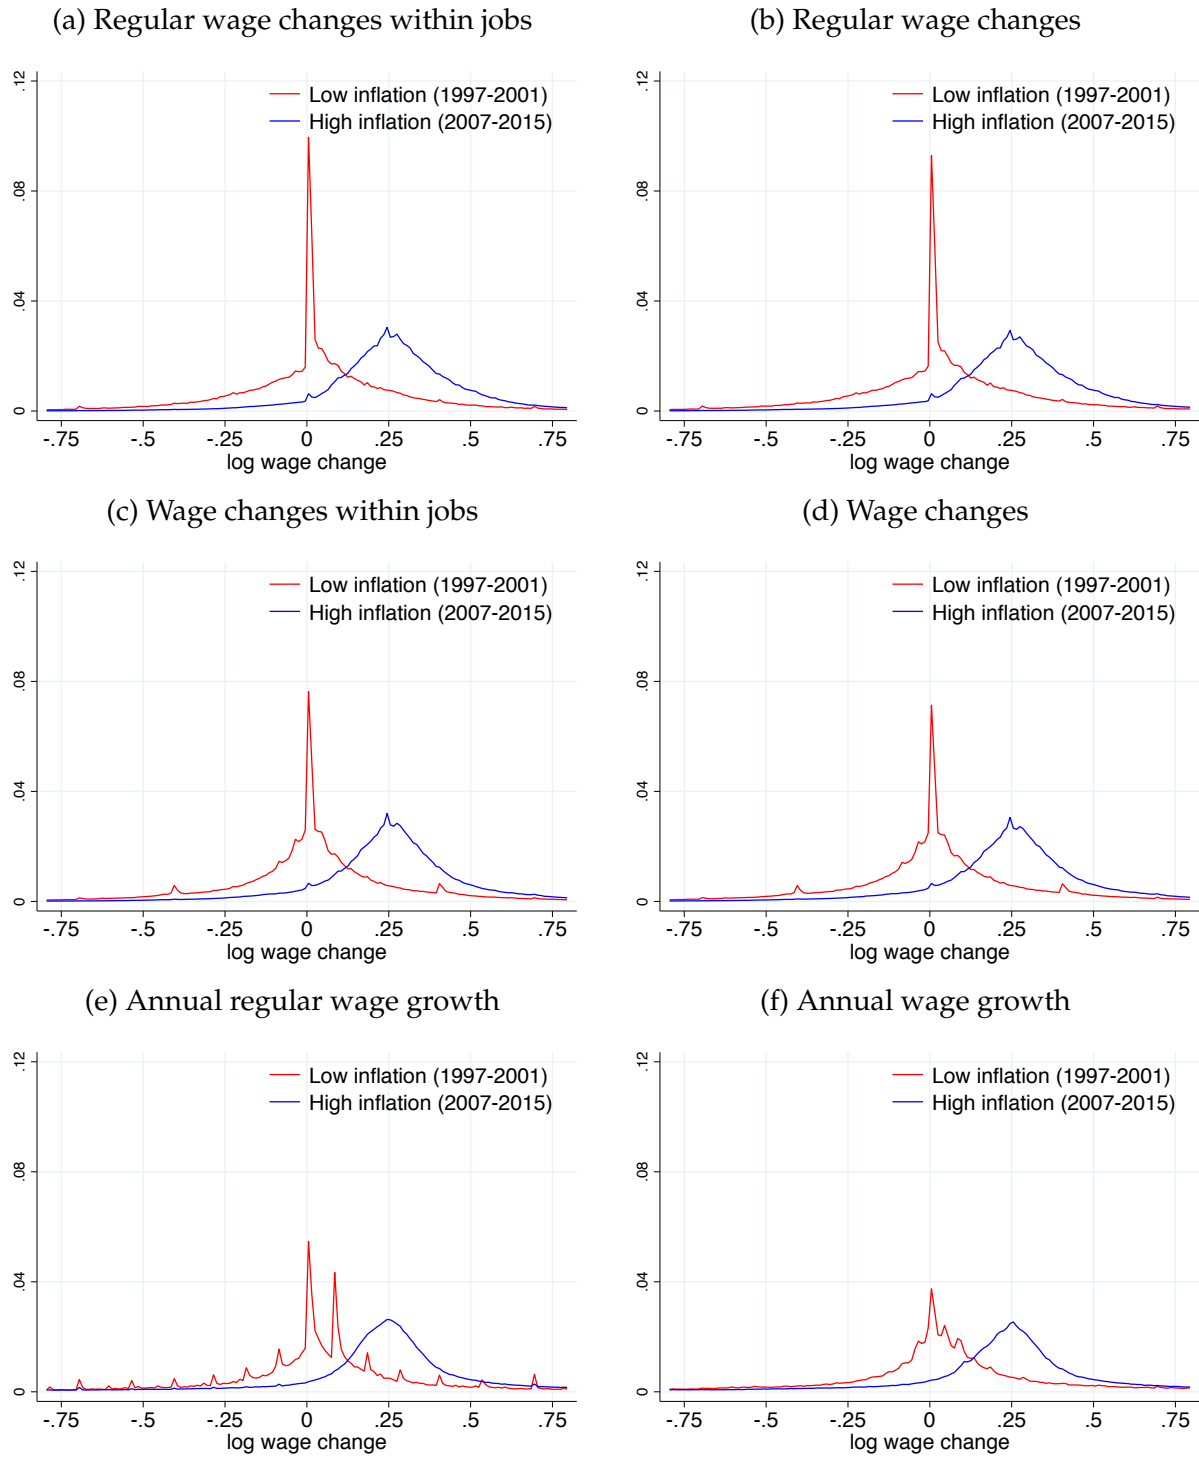 (a) Regular wage changes within jobs
.12
.08
.04
0
Low inflation (1997-2001)
High inflation (2007-2015)
-.75 -.5 -.25 0 .25 .5 .75
log wage change
(b) Regular wage changes
.12
.08
.04
0
Low inflation (1997-2001)
High inflation (2007-2015)
-.75 -.5 -.25 0 .25 .5 .75
log wage change
(c) Wage changes within jobs
.12
.08
.04
0
Low inflation (1997-2001)
High inflation (2007-2015)
-.75 -.5 -.25 0 .25 .5 .75
log wage change
(d) Wage changes
.12
.08
.04
0
Low inflation (1997-2001)
High inflation (2007-2015)
-.75 -.5 -.25 0 .25 .5 .75
log wage change
(e) Annual regular wage growth
.12
.08
.04
0
Low inflation (1997-2001)
High inflation (2007-2015)
-.75 -.5 -.25 0 .25 .5 .75
log wage change
(f) Annual wage growth
.12
.08
.04
0
Low inflation (1997-2001)
High inflation (2007-2015)
-.75 -.5 -.25 0 .25 .5 .75
log wage change